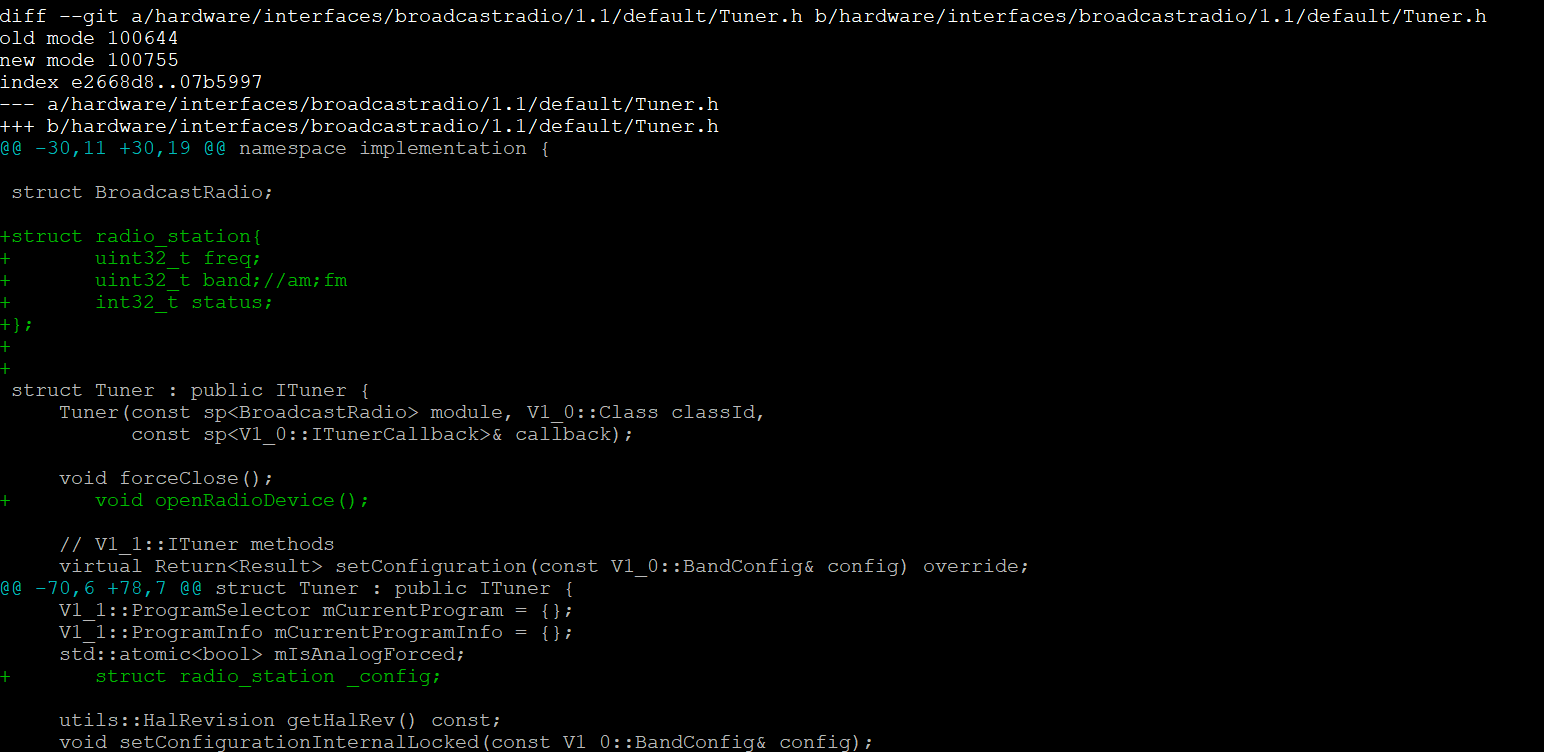 diff --git a/hardware/interfaces/broadcastradio/1.1/default/Tuner.h b/hardware/interfaces/broadcastradio/1.1/default/Tuner.h
old mode 100644
new mode 100755
index e2668d8..07b5997
--- a/hardware/interfaces/broadcastradio/1.1/default/Tuner.h
+++ b/hardware/interfaces/broadcastradio/1.1/default/Tuner.h
@@ -30,11 +30,19 @@ namespace implementation {
 struct BroadcastRadio;
+struct radio_station{
+       uint32_t freq;
+       uint32_t band;//am;fm
+       int32_t status;
+};
+
+
 struct Tuner : public ITuner {
     Tuner(const sp<BroadcastRadio> module, V1_0::Class classId,
           const sp<V1_0::ITunerCallback>& callback);
     void forceClose();
+       void openRadioDevice();
     // V1_1::ITuner methods
     virtual Return<Result> setConfiguration(const V1_0::BandConfig& config) override;
@@ -70,6 +78,7 @@ struct Tuner : public ITuner {
     V1_1::ProgramSelector mCurrentProgram = {};
     V1_1::ProgramInfo mCurrentProgramInfo = {};
     std::atomic<bool> mIsAnalogForced;
+       struct radio_station _config;
     utils::HalRevision getHalRev() const;
     void setConfigurationInternalLocked(const V1_0::BandConfig& config);